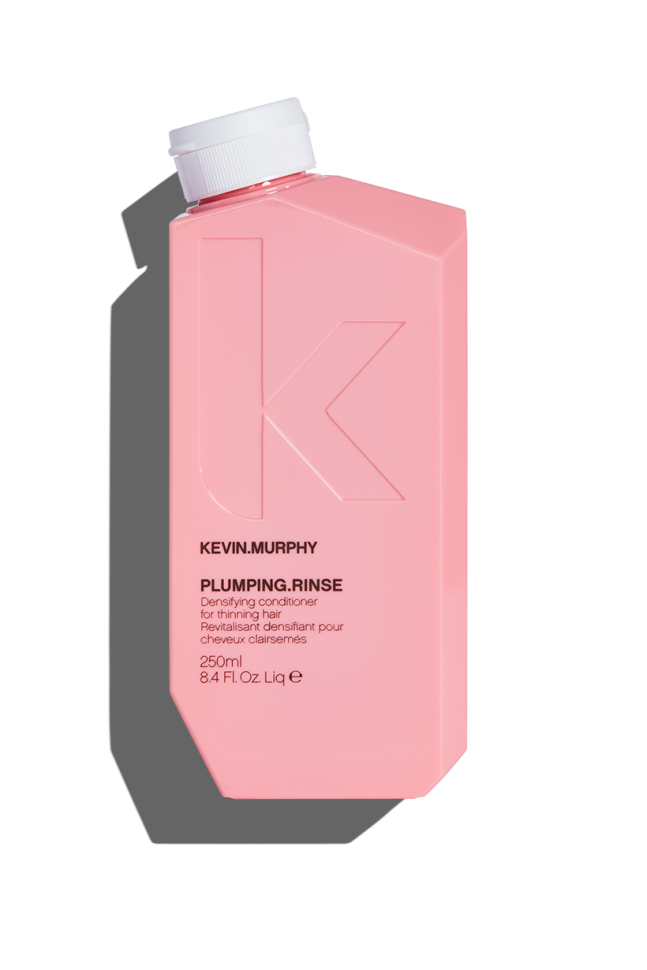 k
KEVIN.MURPHY
PLUMPING.RINSE
Densifying conditioner
for thinning hair
Revitalisant densifiant pour
cheveux clairsemés
250ml
8.4 Fl. Oz. Liq ℮